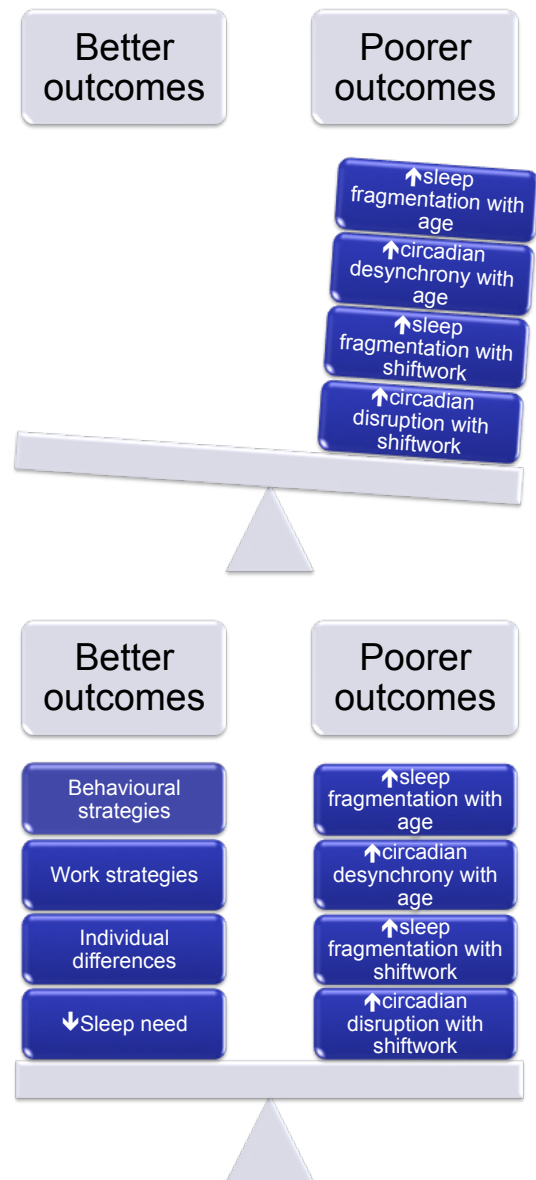 Better
outcomes
Poorer
outcomes
↑sleep
fragmentation with
age
↑circadian
desynchrony with
age
↑sleep
fragmentation with
shiftwork
↑circadian
disruption with
shiftwork
Better
outcomes
Poorer
outcomes
Behavioural
strategies
Work strategies
Individual
differences
↓Sleep need
↑sleep
fragmentation with
age
↑circadian
desynchrony with
age
↑sleep
fragmentation with
shiftwork
↑circadian
disruption with
shiftwork